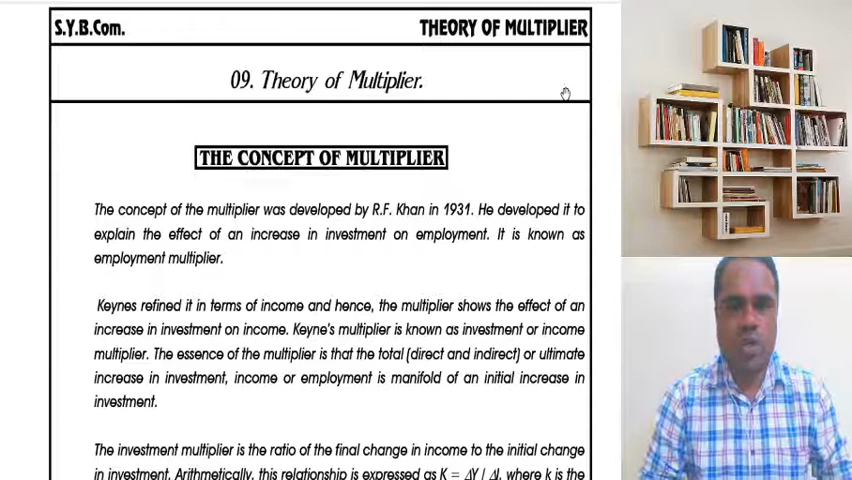 S.Y.B.Com. THEORY OF MULTIPLIER
09. Theory of Multiplier.
THE CONCEPT OF MULTIPLIER
The concept of the multiplier was developed by R.F. Khan in 1931. He developed it to
explain the effect of an increase in investment on employment. It is known as
employment multiplier.
Keynes refined it in terms of income and hence, the multiplier shows the effect of an
increase in investment on income. Keyne's multiplier is known as investment or income
multiplier. The essence of the multiplier is that the total (direct and indirect) or ultimate
increase in investment, income or employment is manifold of an initial increase in
investment.
The investment multiplier is the ratio of the final change in income to the initial change
in investment. Arithmetically, this relationship is expressed as K = ΔY / ΔI, where k is the